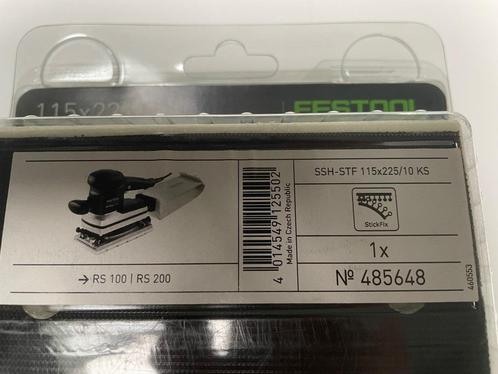 115x225
FESTOOL
SSH-STF 115x225/10 KS
StickFix
1x
→ RS 100 | RS 200
4 014549 125502
Made in Czech Republic
Nº 485648
460553